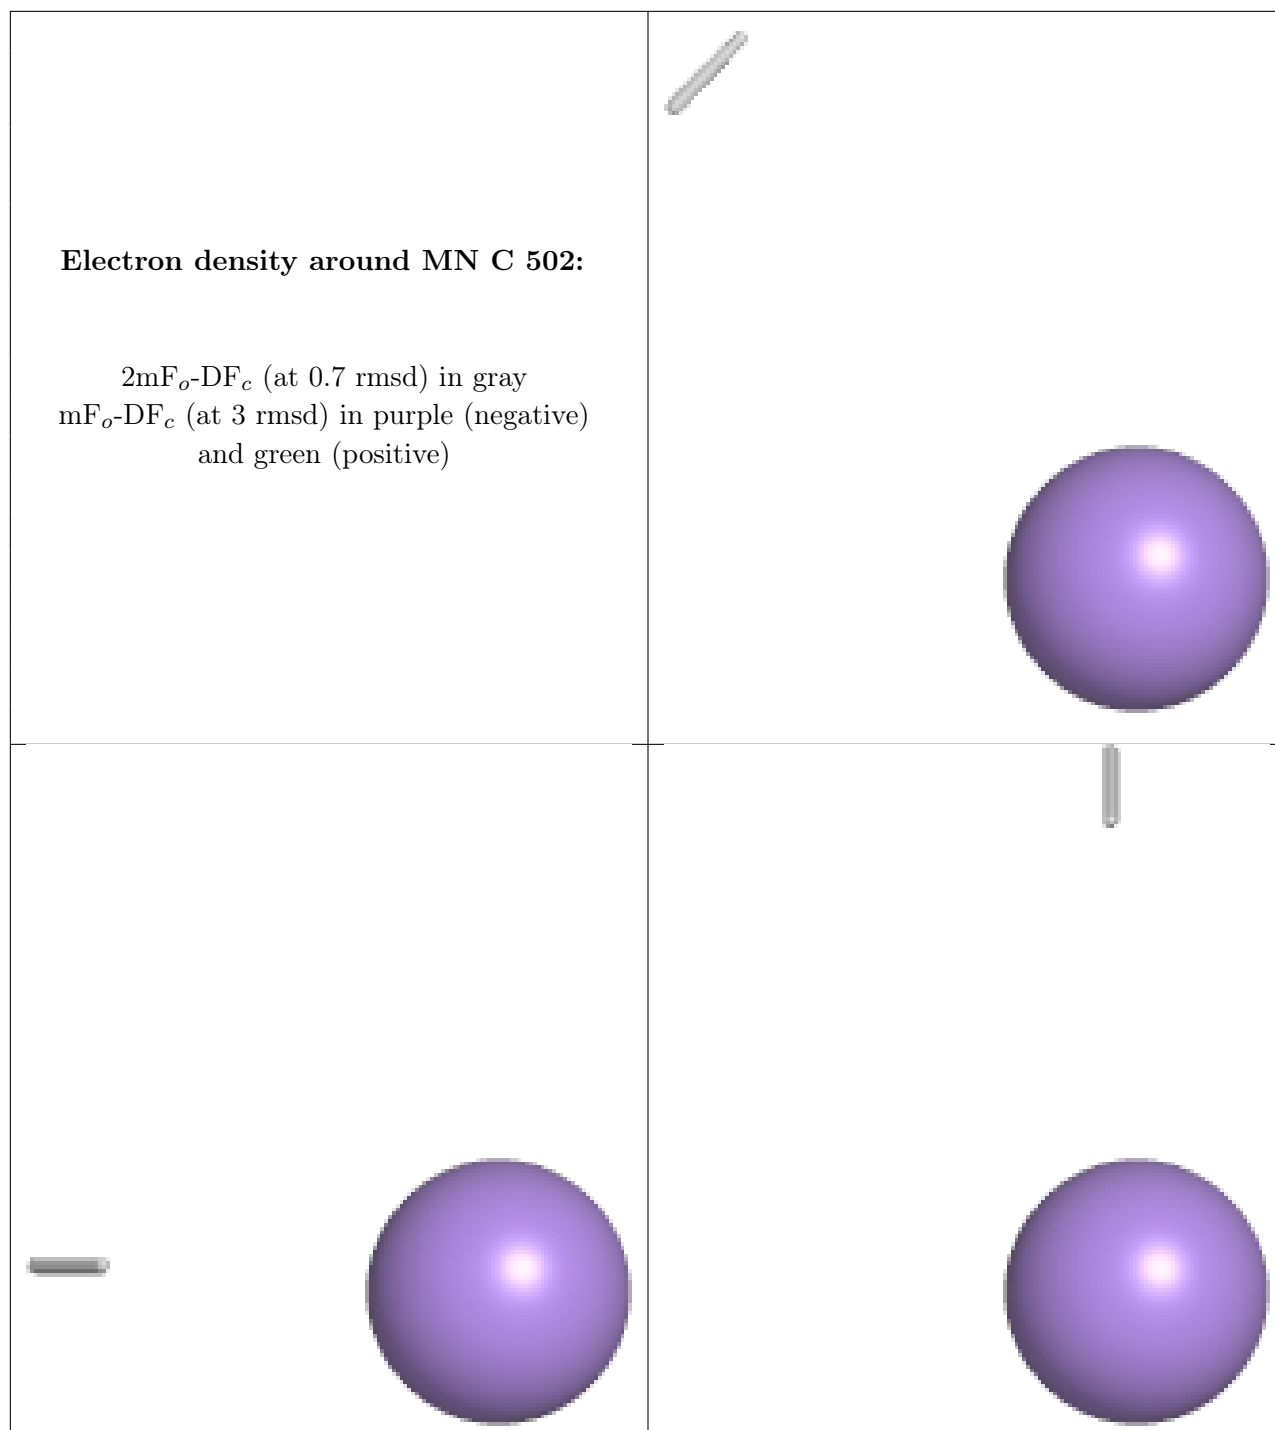 Electron density around MN C 502:
2mFo-DFc (at 0.7 rmsd) in gray
mFo-DFc (at 3 rmsd) in purple (negative)
and green (positive)